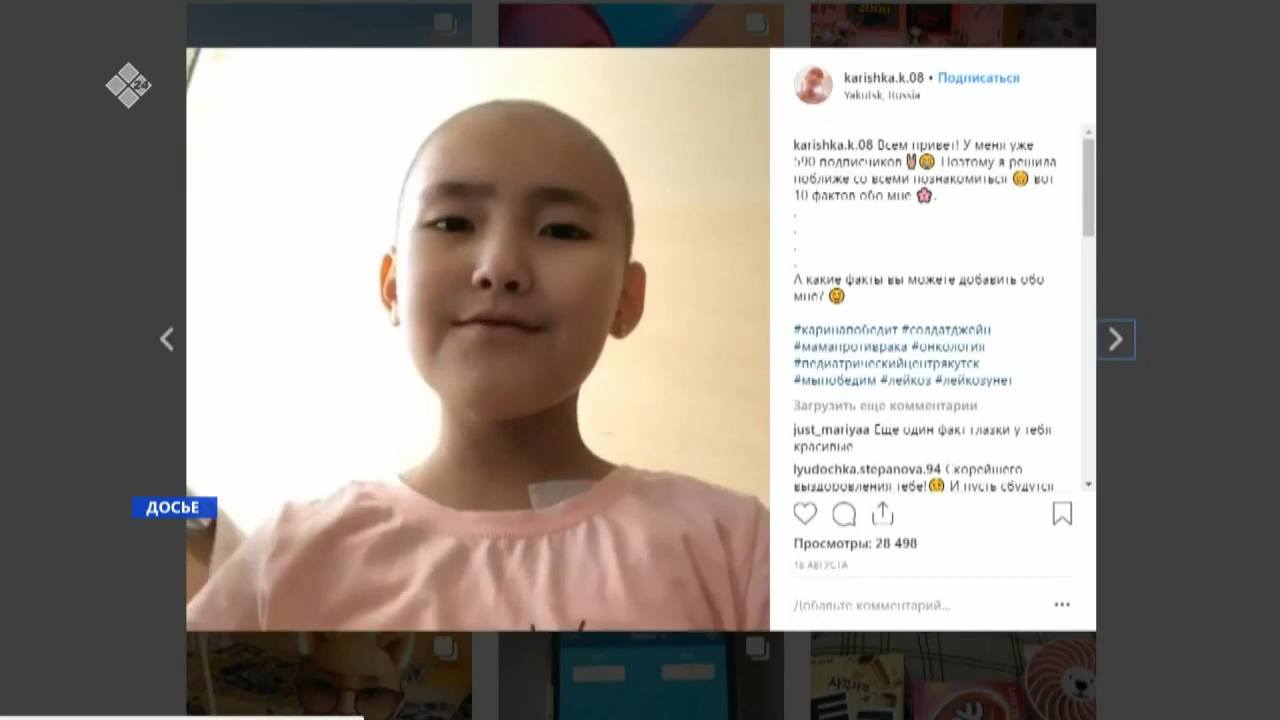 2000
Я24
karishka.k.08 • Подписаться
Yakutsk, Russia
karishka.k.08 Всем привет! У меня уже
590 подписчиков Поэтому я решила
поближе со всеми познакомиться вот
10 фактов обо мне .
.
.
.
.
А какие факты вы можете добавить обо
мне?
#каринапобедит #солдатджейн
#мамапротиврака #онкология
#педиатрическийцентрякутск
#мыпобедим #лейкоз #лейкозунет
Загрузить еще комментарии
just_mariyaa Еще один факт глазки у тебя
красивые
lyudochka.stepanova.94 Скорейшего
выздоровления тебе! И пусть сбудутся
ДОСЬЕ
Просмотры: 28 498
18 АВГУСТА
Добавьте комментарий...